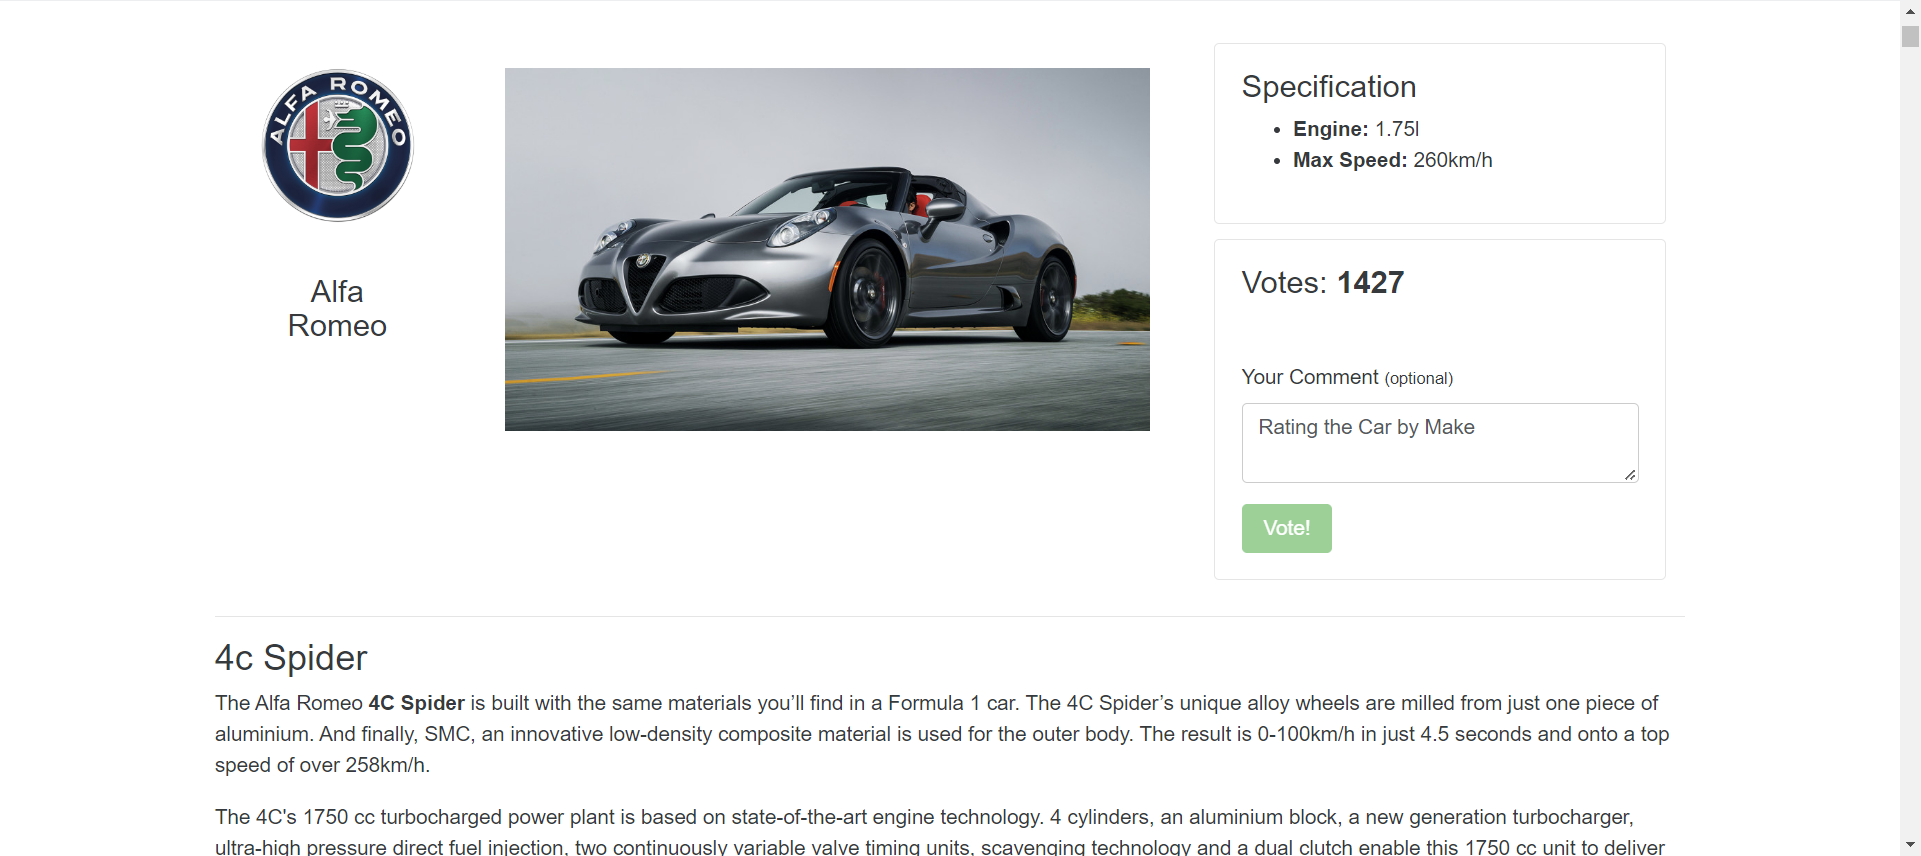 ALFA ROMEO
Alfa
Romeo
Specification
Engine: 1.75l
Max Speed: 260km/h
Votes: 1427
Your Comment (optional)
Rating the Car by Make
Vote!
4c Spider
The Alfa Romeo 4C Spider is built with the same materials you’ll find in a Formula 1 car. The 4C Spider’s unique alloy wheels are milled from just one piece of
aluminium. And finally, SMC, an innovative low-density composite material is used for the outer body. The result is 0-100km/h in just 4.5 seconds and onto a top
speed of over 258km/h.
The 4C's 1750 cc turbocharged power plant is based on state-of-the-art engine technology. 4 cylinders, an aluminium block, a new generation turbocharger,
ultra-high pressure direct fuel injection, two continuously variable valve timing units, scavenging technology and a dual clutch enable this 1750 cc unit to deliver